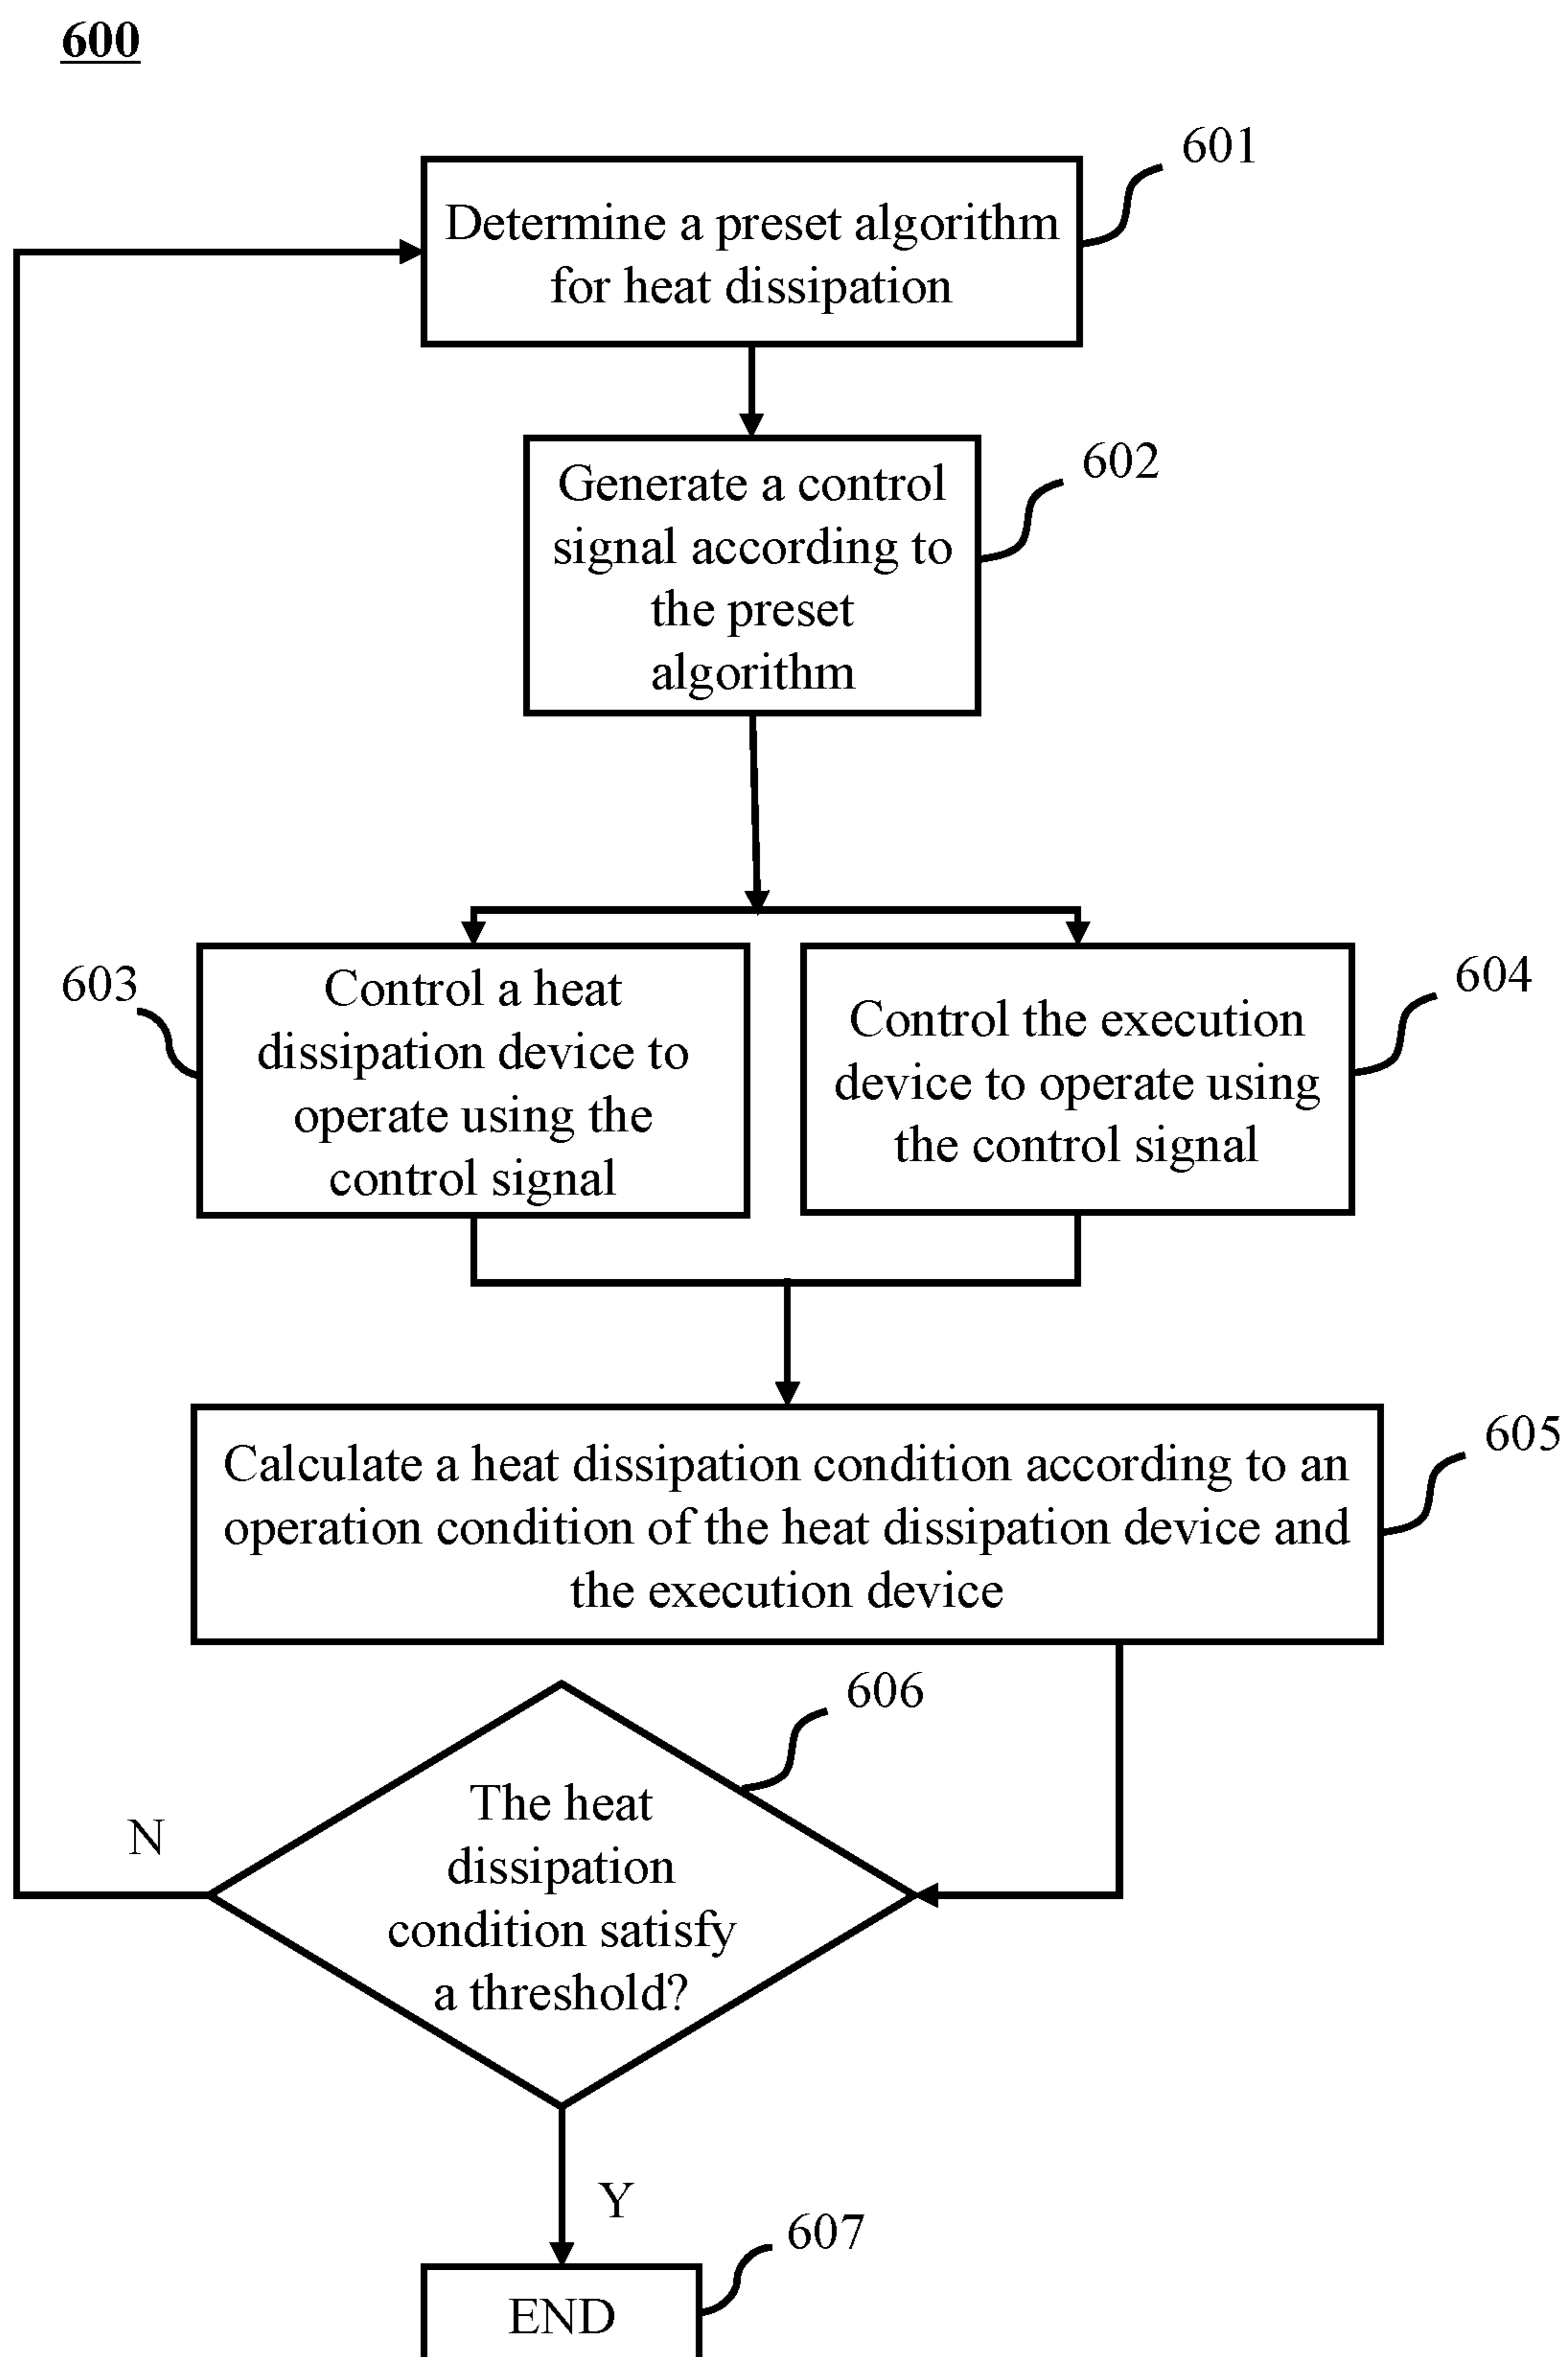 600
601
Determine a preset algorithm
for heat dissipation
602
Generate a control
signal according to
the preset
algorithm
603
Control a heat
dissipation device to
operate using the
control signal
604
Control the execution
device to operate using
the control signal
605
Calculate a heat dissipation condition according to an
operation condition of the heat dissipation device and
the execution device
606
The heat
dissipation
condition satisfy
a threshold?
N
Y
607
END